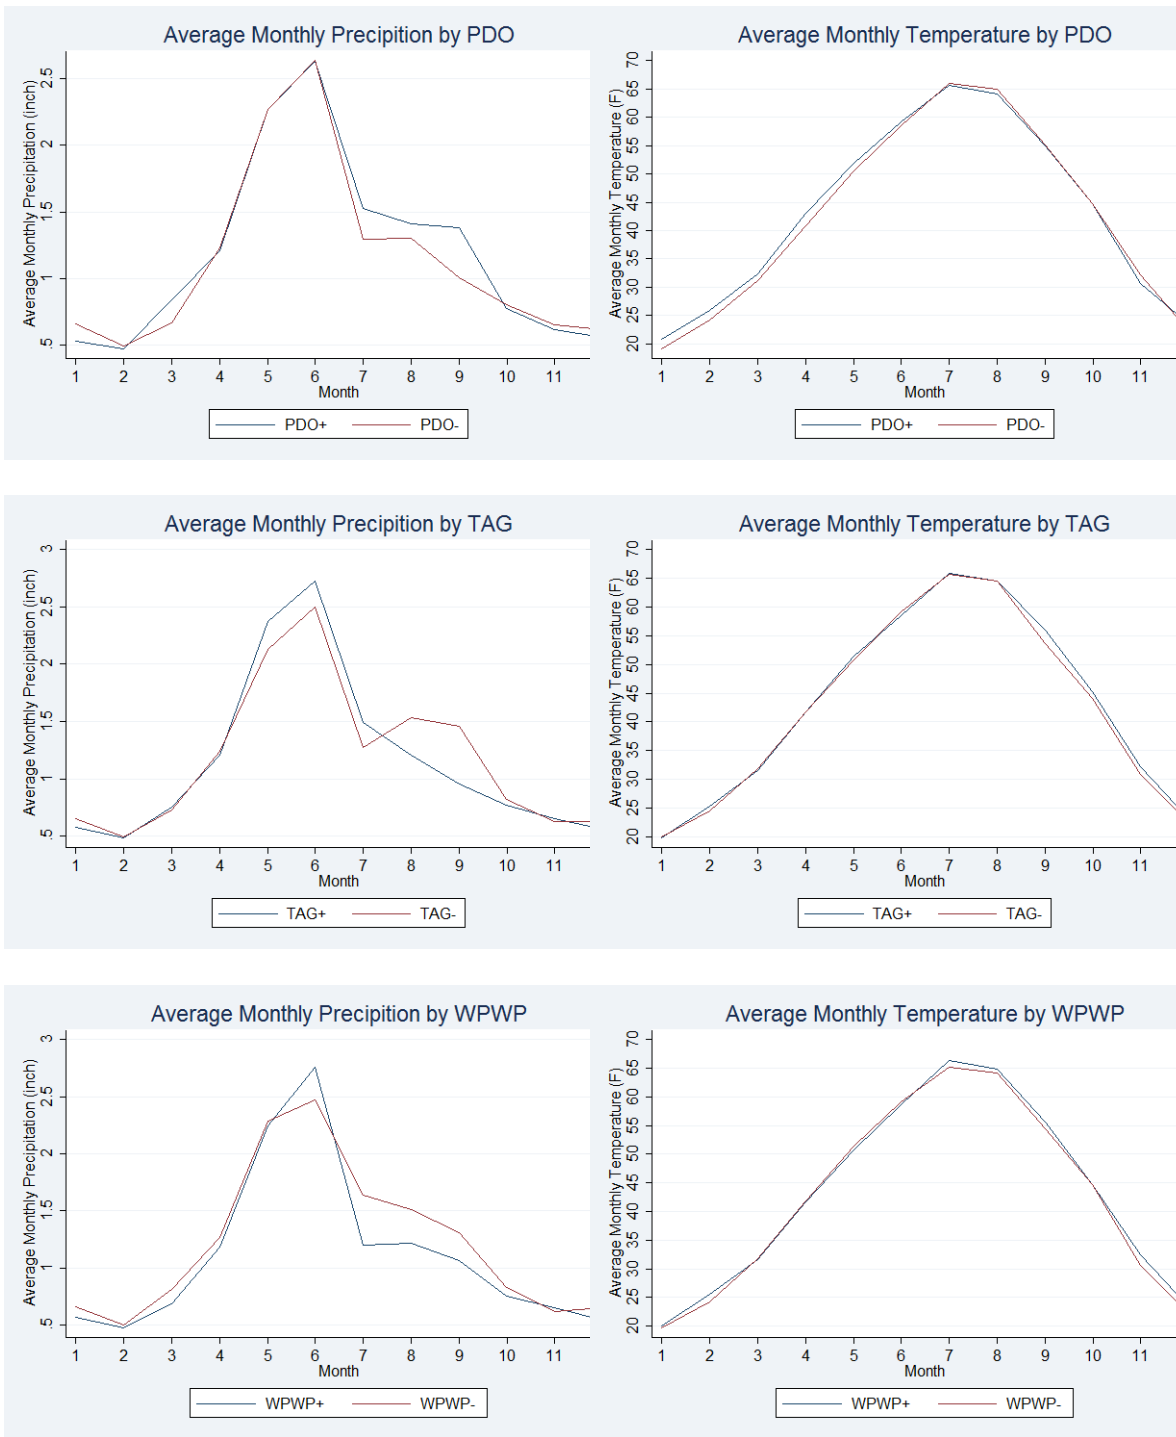 Average Monthly Precipition by PDO
Average Monthly Precipitation (inch)
2.5
2
1.5
1
.5
1 2 3 4 5 6 7 8 9 10 11
Month
PDO+ PDO-
Average Monthly Temperature by PDO
Average Monthly Temperature (F)
70
65
60
55
50
45
40
35
30
25
20
1 2 3 4 5 6 7 8 9 10 11
Month
PDO+ PDO-
Average Monthly Precipition by TAG
Average Monthly Precipitation (inch)
3
2.5
2
1.5
1
.5
1 2 3 4 5 6 7 8 9 10 11
Month
TAG+ TAG-
Average Monthly Temperature by TAG
Average Monthly Temperature (F)
70
65
60
55
50
45
40
35
30
25
20
1 2 3 4 5 6 7 8 9 10 11
Month
TAG+ TAG-
Average Monthly Precipition by WPWP
Average Monthly Precipitation (inch)
3
2.5
2
1.5
1
.5
1 2 3 4 5 6 7 8 9 10 11
Month
WPWP+ WPWP-
Average Monthly Temperature by WPWP
Average Monthly Temperature (F)
70
65
60
55
50
45
40
35
30
25
20
1 2 3 4 5 6 7 8 9 10 11
Month
WPWP+ WPWP-